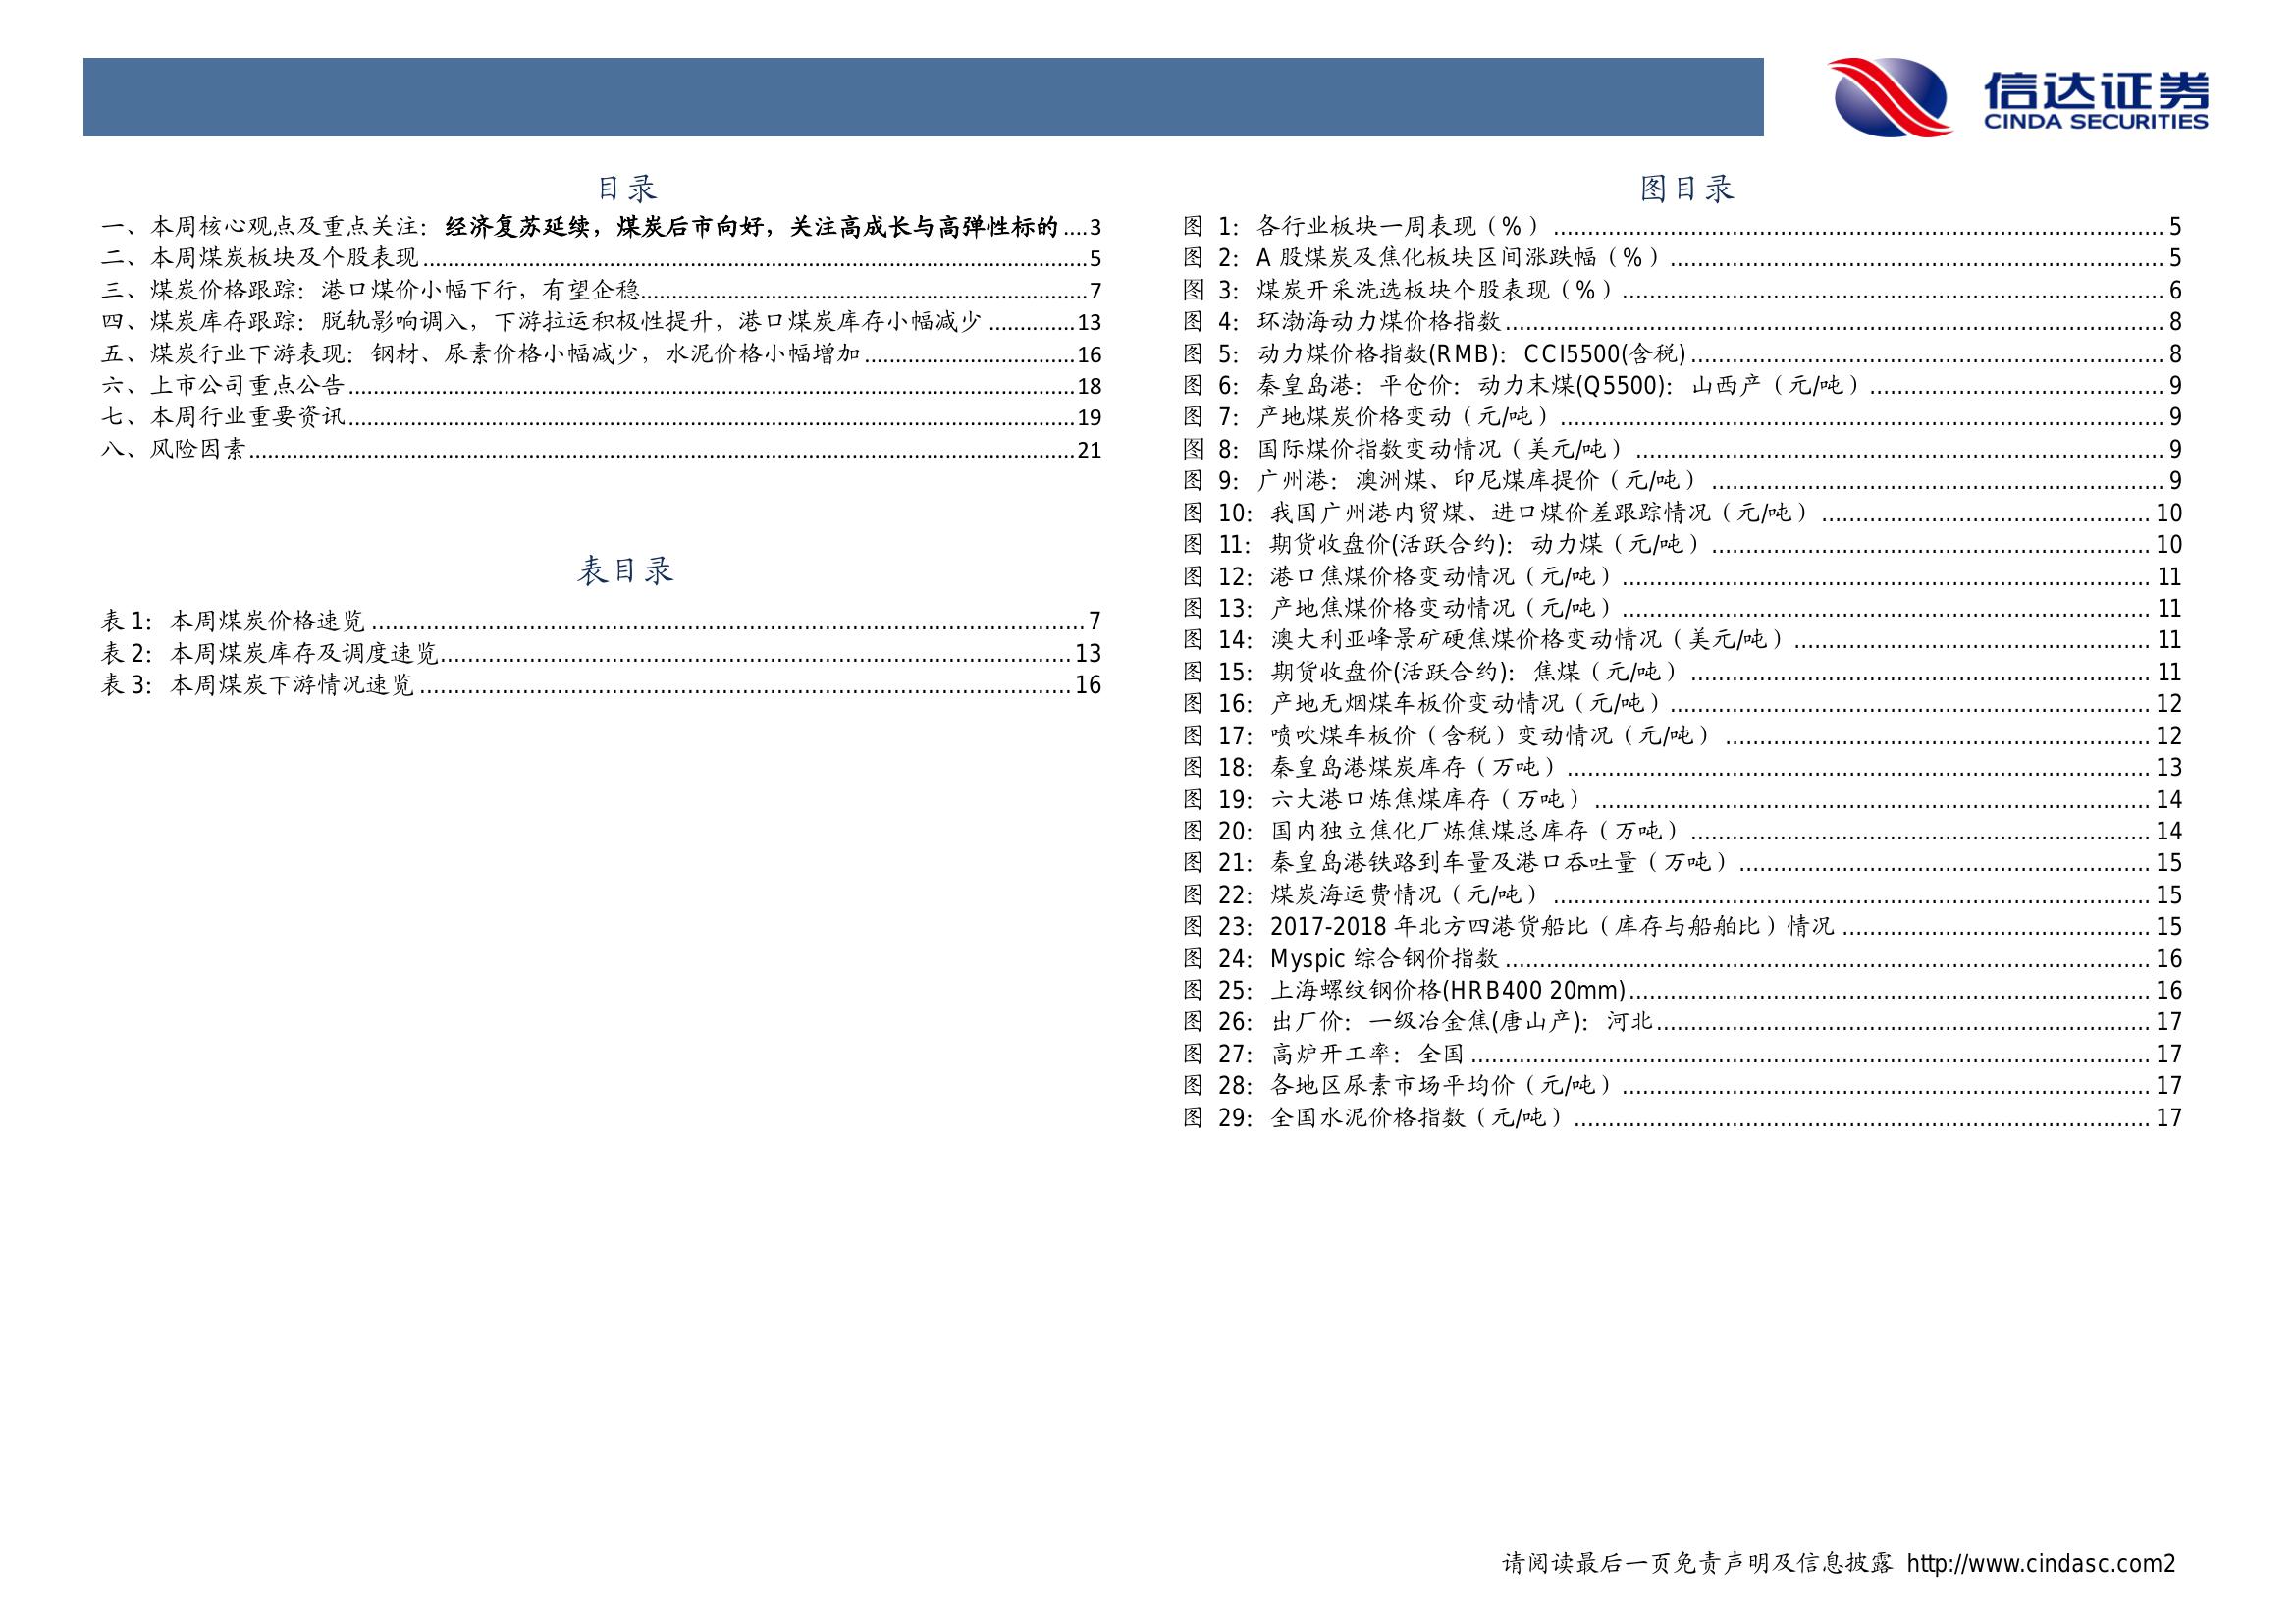 信达证券
CINDA SECURITIES
目录
一、本周核心观点及重点关注：经济复苏延续，煤炭后市向好，关注高成长与高弹性标的....3
二、本周煤炭板块及个股表现....5
三、煤炭价格跟踪：港口煤价小幅下行，有望企稳....7
四、煤炭库存跟踪：脱轨影响调入，下游拉运积极性提升，港口煤炭库存小幅减少....13
五、煤炭行业下游表现：钢材、尿素价格小幅减少，水泥价格小幅增加....16
六、上市公司重点公告....18
七、本周行业重要资讯....19
八、风险因素....21
表目录
表 1：本周煤炭价格速览....7
表 2：本周煤炭库存及调度速览....13
表 3：本周煤炭下游情况速览....16
图目录
图 1：各行业板块一周表现（%）....5
图 2：A 股煤炭及焦化板块区间涨跌幅（%）....5
图 3：煤炭开采洗选板块个股表现（%）....6
图 4：环渤海动力煤价格指数....8
图 5：动力煤价格指数(RMB)：CCI5500(含税)....8
图 6：秦皇岛港：平仓价：动力末煤(Q5500)：山西产（元/吨）....9
图 7：产地煤炭价格变动（元/吨）....9
图 8：国际煤价指数变动情况（美元/吨）....9
图 9：广州港：澳洲煤、印尼煤库提价（元/吨）....9
图 10：我国广州港内贸煤、进口煤价差跟踪情况（元/吨）....10
图 11：期货收盘价(活跃合约)：动力煤（元/吨）....10
图 12：港口焦煤价格变动情况（元/吨）....11
图 13：产地焦煤价格变动情况（元/吨）....11
图 14：澳大利亚峰景矿硬焦煤价格变动情况（美元/吨）....11
图 15：期货收盘价(活跃合约)：焦煤（元/吨）....11
图 16：产地无烟煤车板价变动情况（元/吨）....12
图 17：喷吹煤车板价（含税）变动情况（元/吨）....12
图 18：秦皇岛港煤炭库存（万吨）....13
图 19：六大港口炼焦煤库存（万吨）....14
图 20：国内独立焦化厂炼焦煤总库存（万吨）....14
图 21：秦皇岛港铁路到车量及港口吞吐量（万吨）....15
图 22：煤炭海运费情况（元/吨）....15
图 23：2017-2018 年北方四港货船比（库存与船舶比）情况....15
图 24：Myspic 综合钢价指数....16
图 25：上海螺纹钢价格(HRB400 20mm)....16
图 26：出厂价：一级冶金焦(唐山产)：河北....17
图 27：高炉开工率：全国....17
图 28：各地区尿素市场平均价（元/吨）....17
图 29：全国水泥价格指数（元/吨）....17
请阅读最后一页免责声明及信息披露 http://www.cindasc.com2